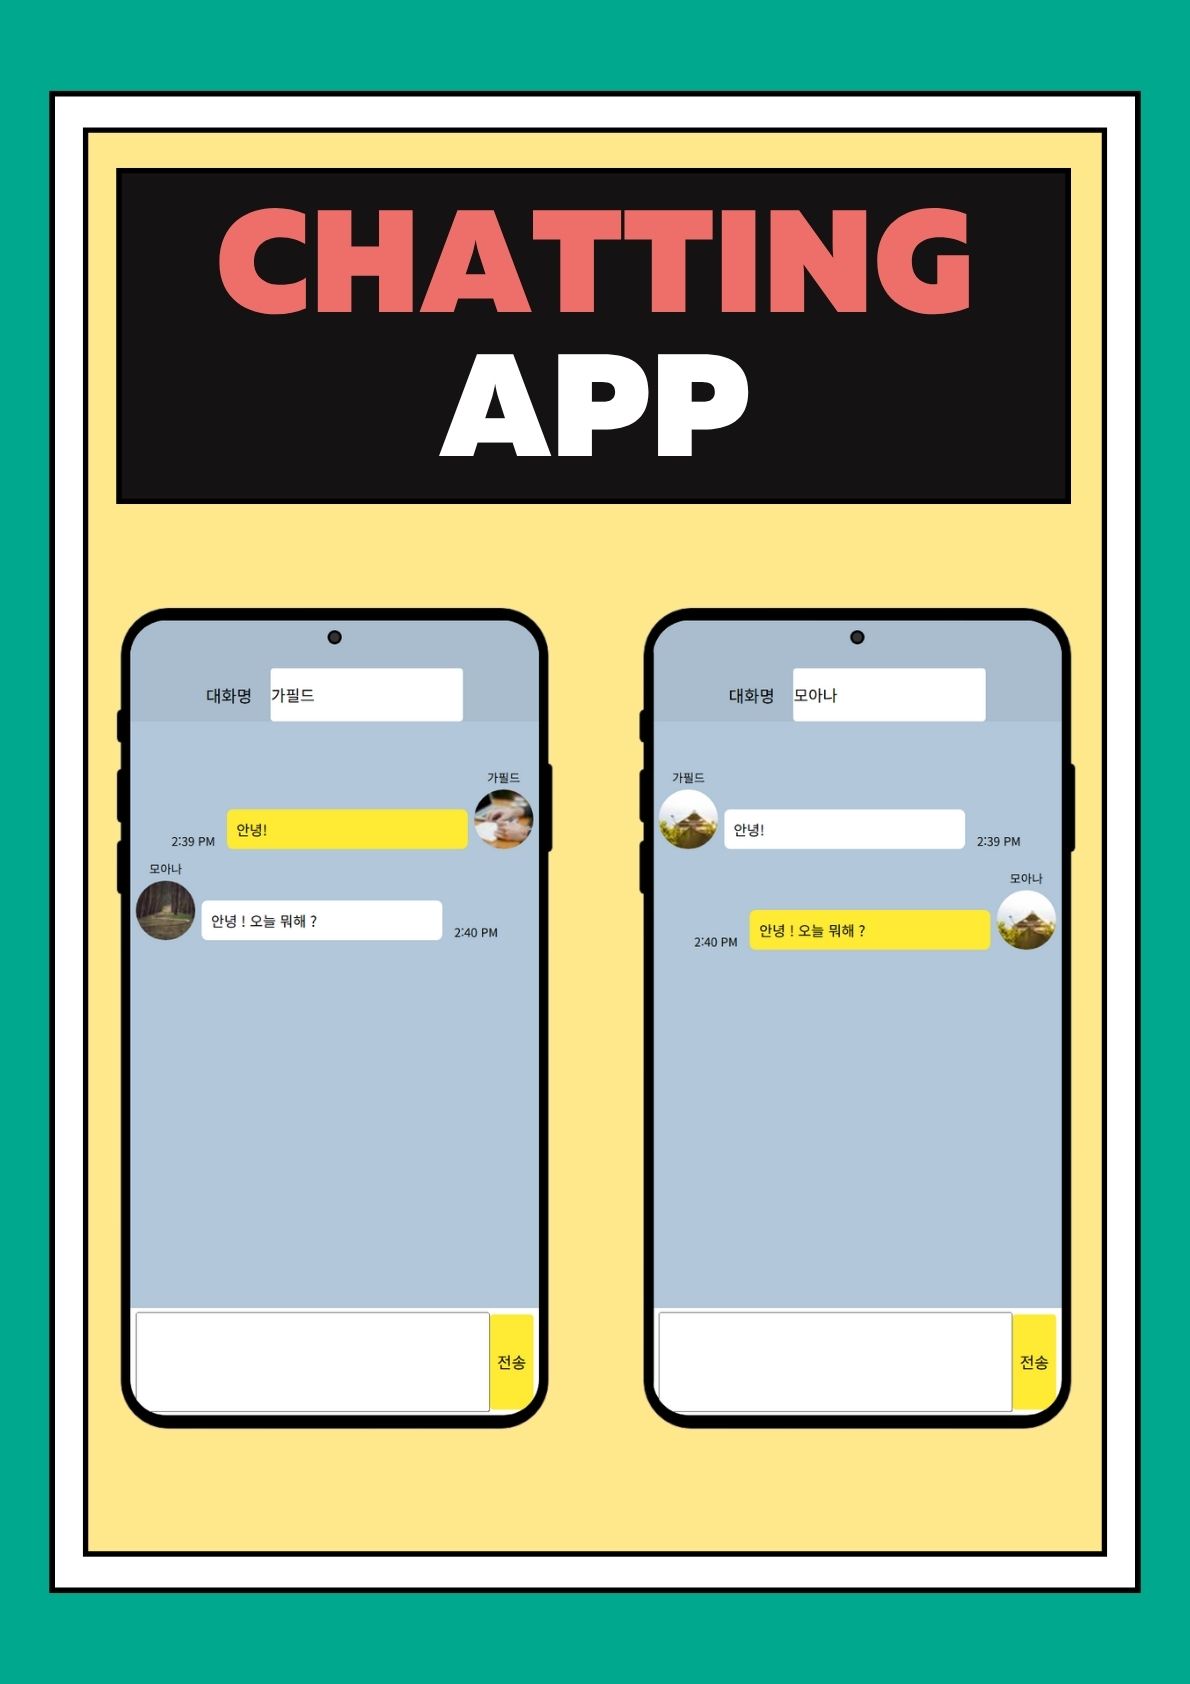 CHATTING
APP
대화명 가필드
가필드
안녕!
2:39 PM
모아나
안녕 ! 오늘 뭐해 ?
2:40 PM
전송
대화명 모아나
가필드
안녕!
2:39 PM
모아나
2:40 PM
안녕 ! 오늘 뭐해 ?
전송